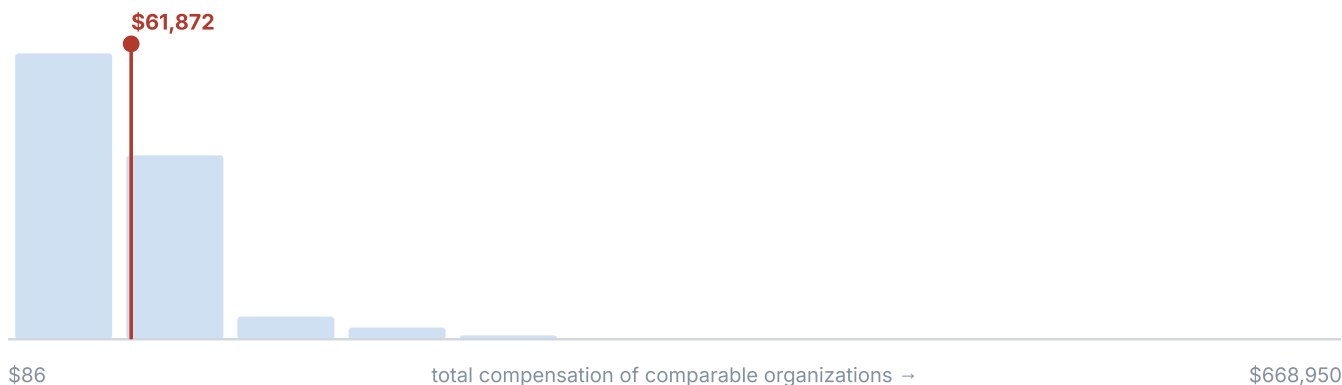 $61,872
$86 total compensation of comparable organizations → $668,950